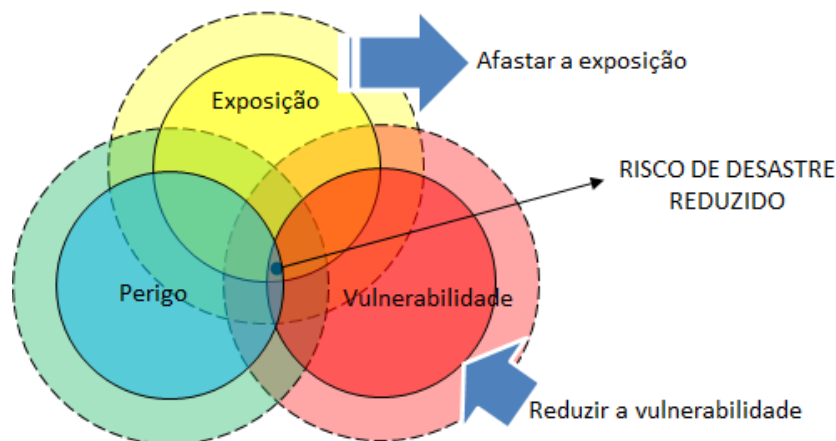 Afastar a exposição
Exposição
RISCO DE DESASTRE
REDUZIDO
Perigo
Vulnerabilidade
Reduzir a vulnerabilidade